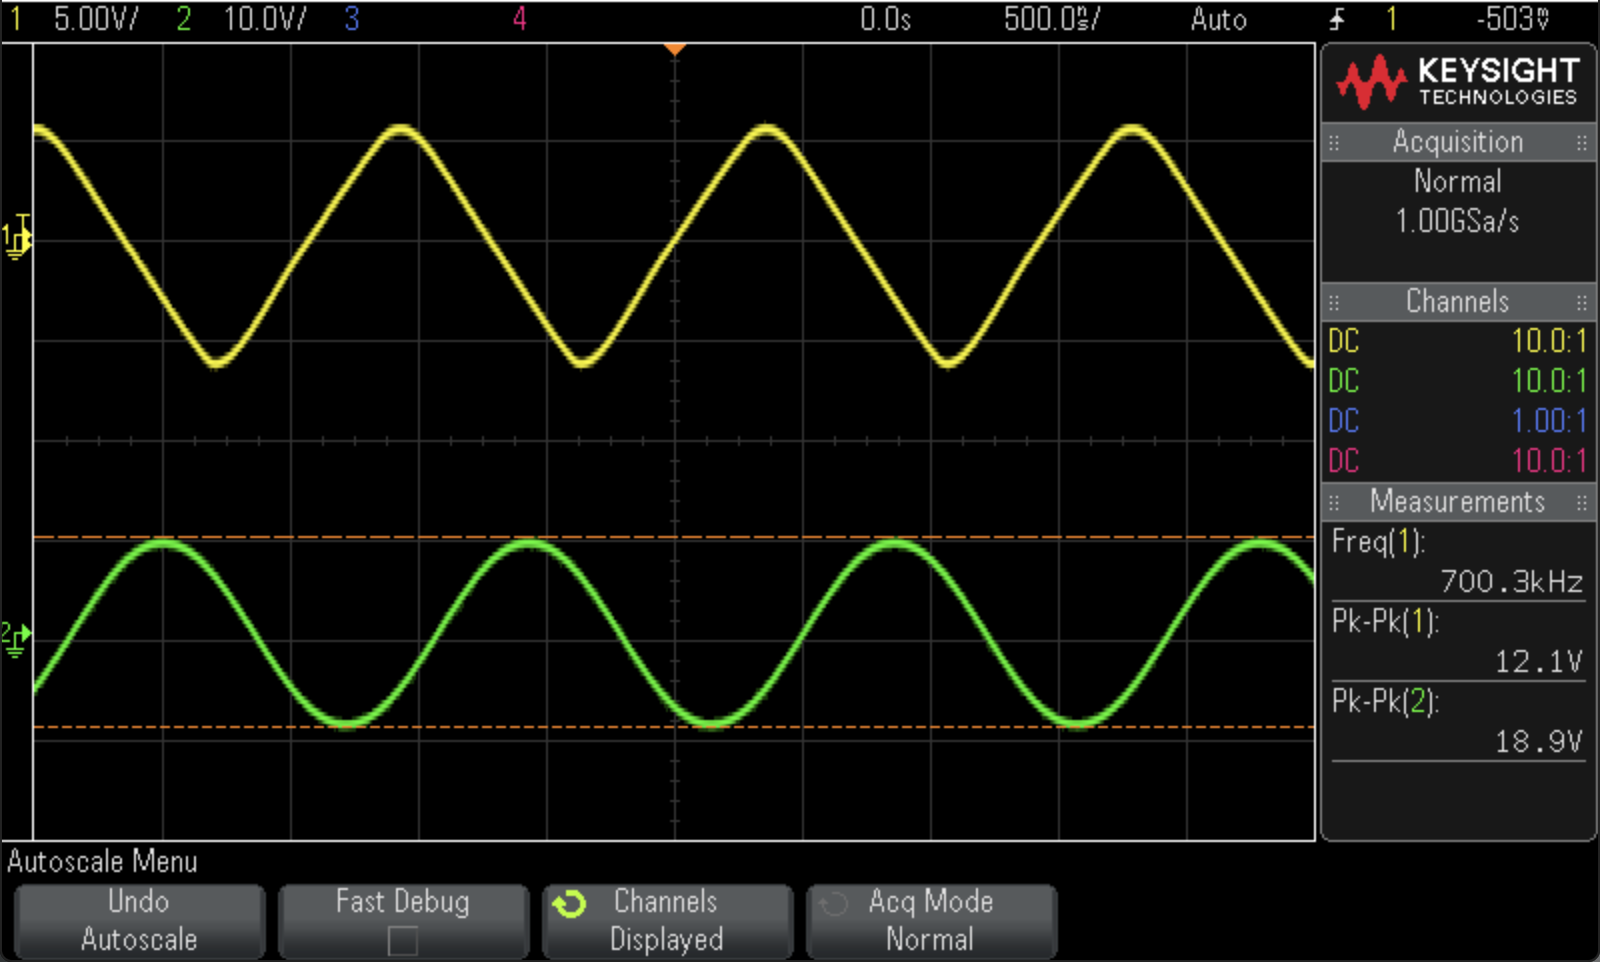 1 5.00V/ 2 10.0V/ 3 4 0.0s 500.0ns/ Auto 1 -503mV
KEYSIGHT
TECHNOLOGIES
Acquisition
Normal
1.00GSa/s
Channels
DC 10.0:1
DC 10.0:1
DC 1.00:1
DC 10.0:1
Measurements
Freq(1):
700.3kHz
Pk-Pk(1):
12.1V
Pk-Pk(2):
18.9V
1
T
2
Autoscale Menu
Undo
Autoscale
Fast Debug
Channels
Displayed
Acq Mode
Normal